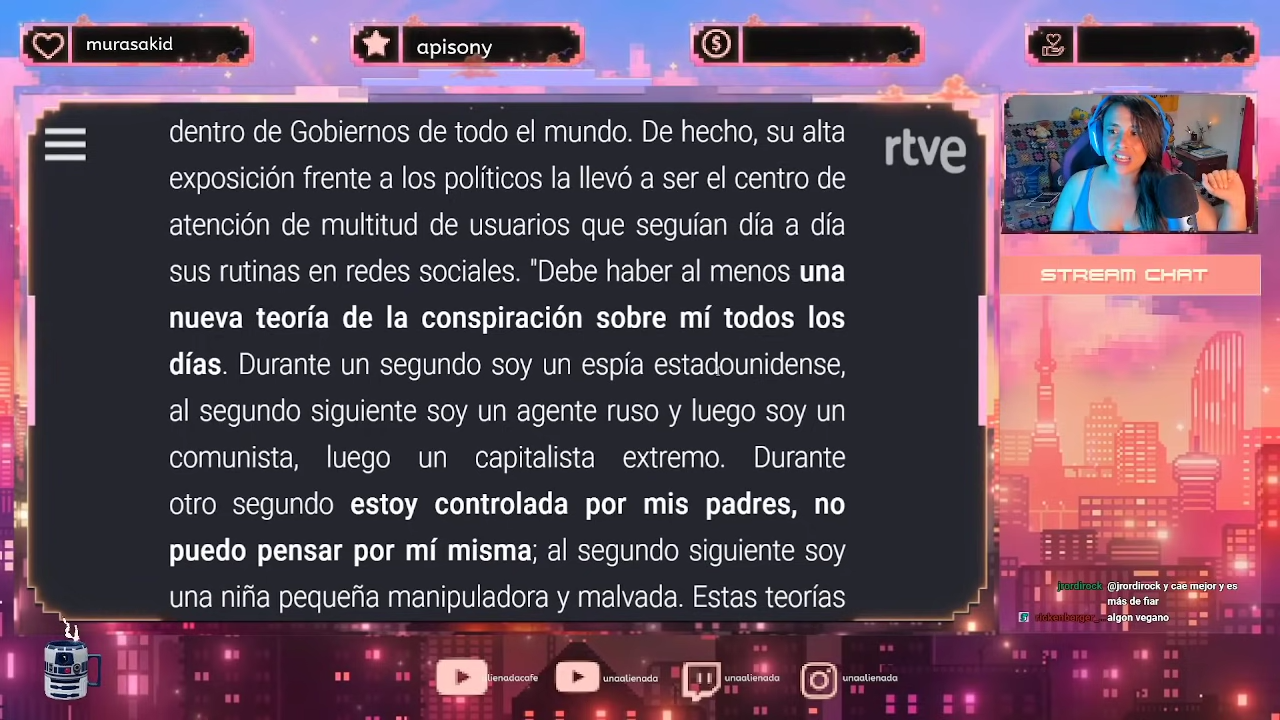 murasakid
apisony
dentro de Gobiernos de todo el mundo. De hecho, su alta
exposición frente a los políticos la llevó a ser el centro de
atención de multitud de usuarios que seguían día a día
sus rutinas en redes sociales. "Debe haber al menos una
nueva teoría de la conspiración sobre mí todos los
días. Durante un segundo soy un espía estadounidense,
al segundo siguiente soy un agente ruso y luego soy un
comunista, luego un capitalista extremo. Durante
otro segundo estoy controlada por mis padres, no
puedo pensar por mí misma; al segundo siguiente soy
una niña pequeña manipuladora y malvada. Estas teorías
rtve
STREAM CHAT
jrordirock @jrordirock y cae mejor y es
más de fiar
algon vegano
alienadacafe
unaalienada
unaalienada
unaalienada